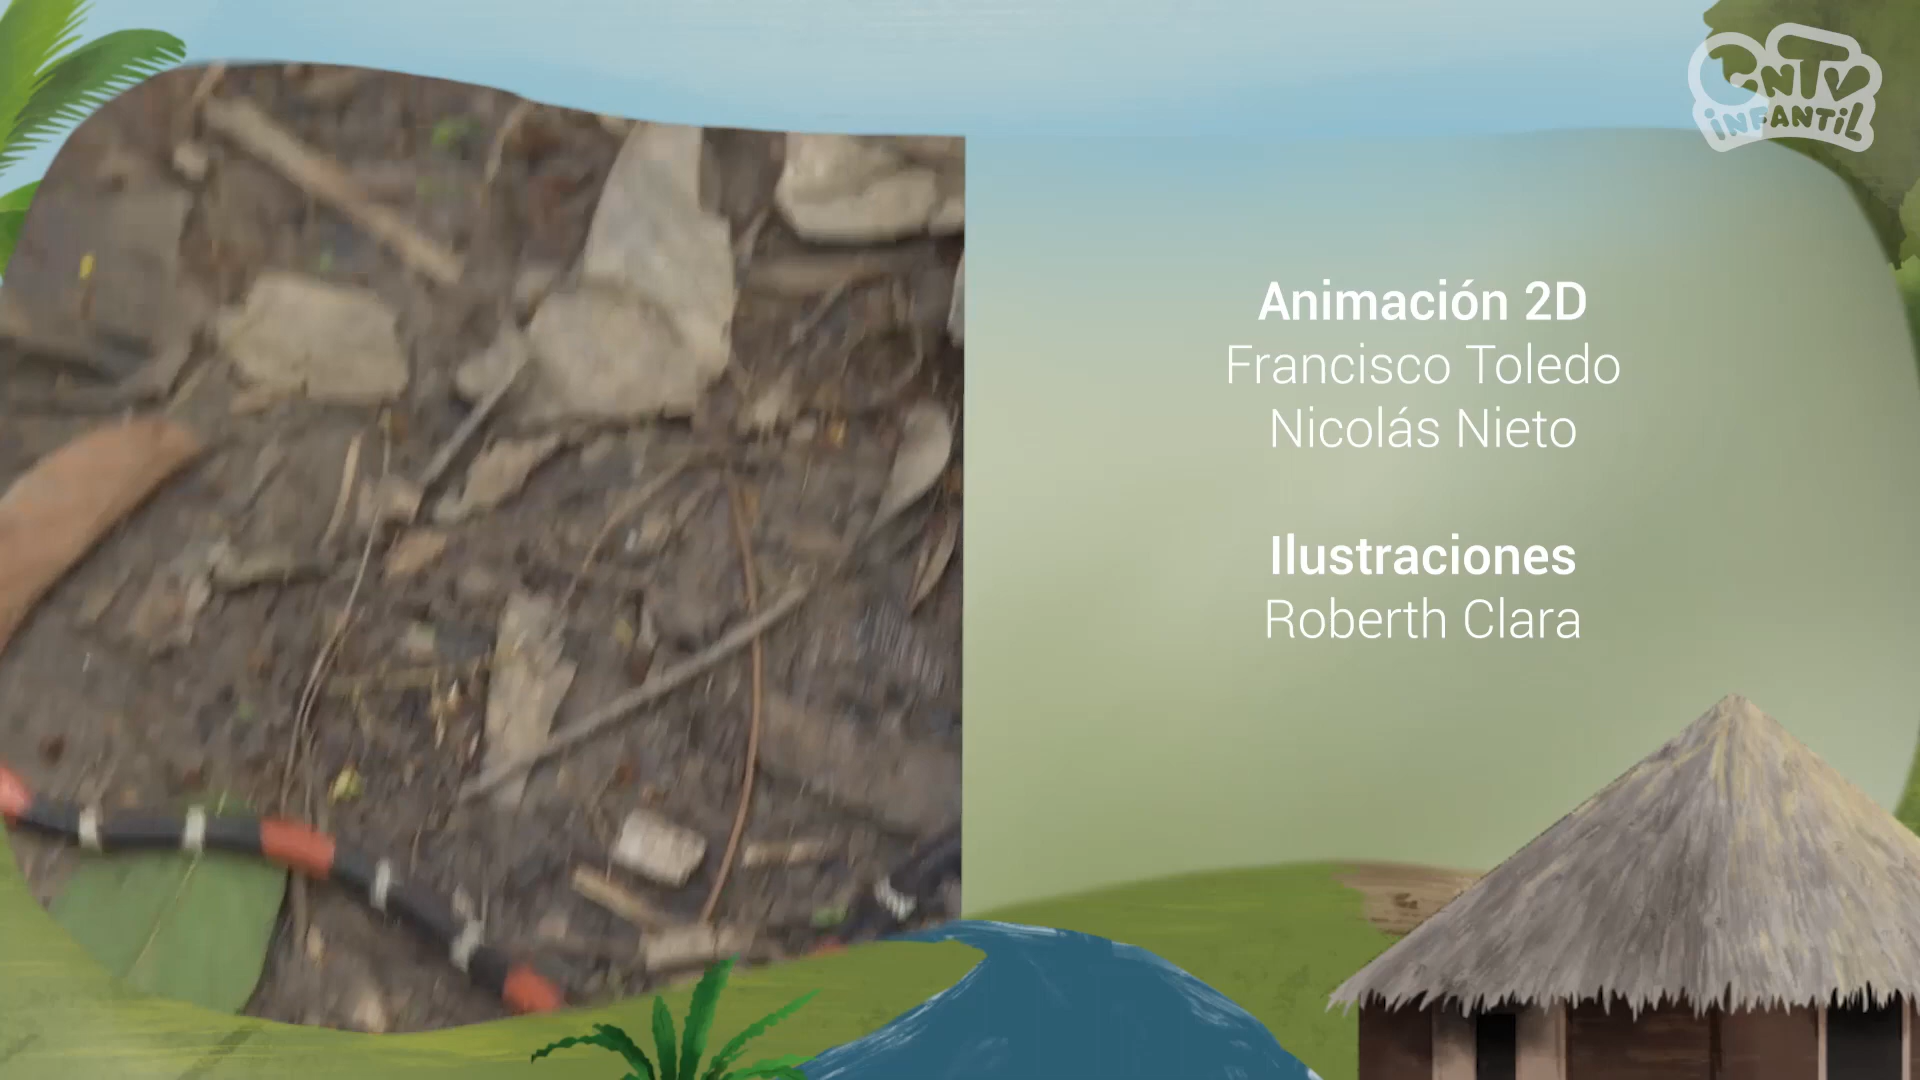 CNTV
INFANTIL
Animación 2D
Francisco Toledo
Nicolás Nieto
Ilustraciones
Roberth Clara